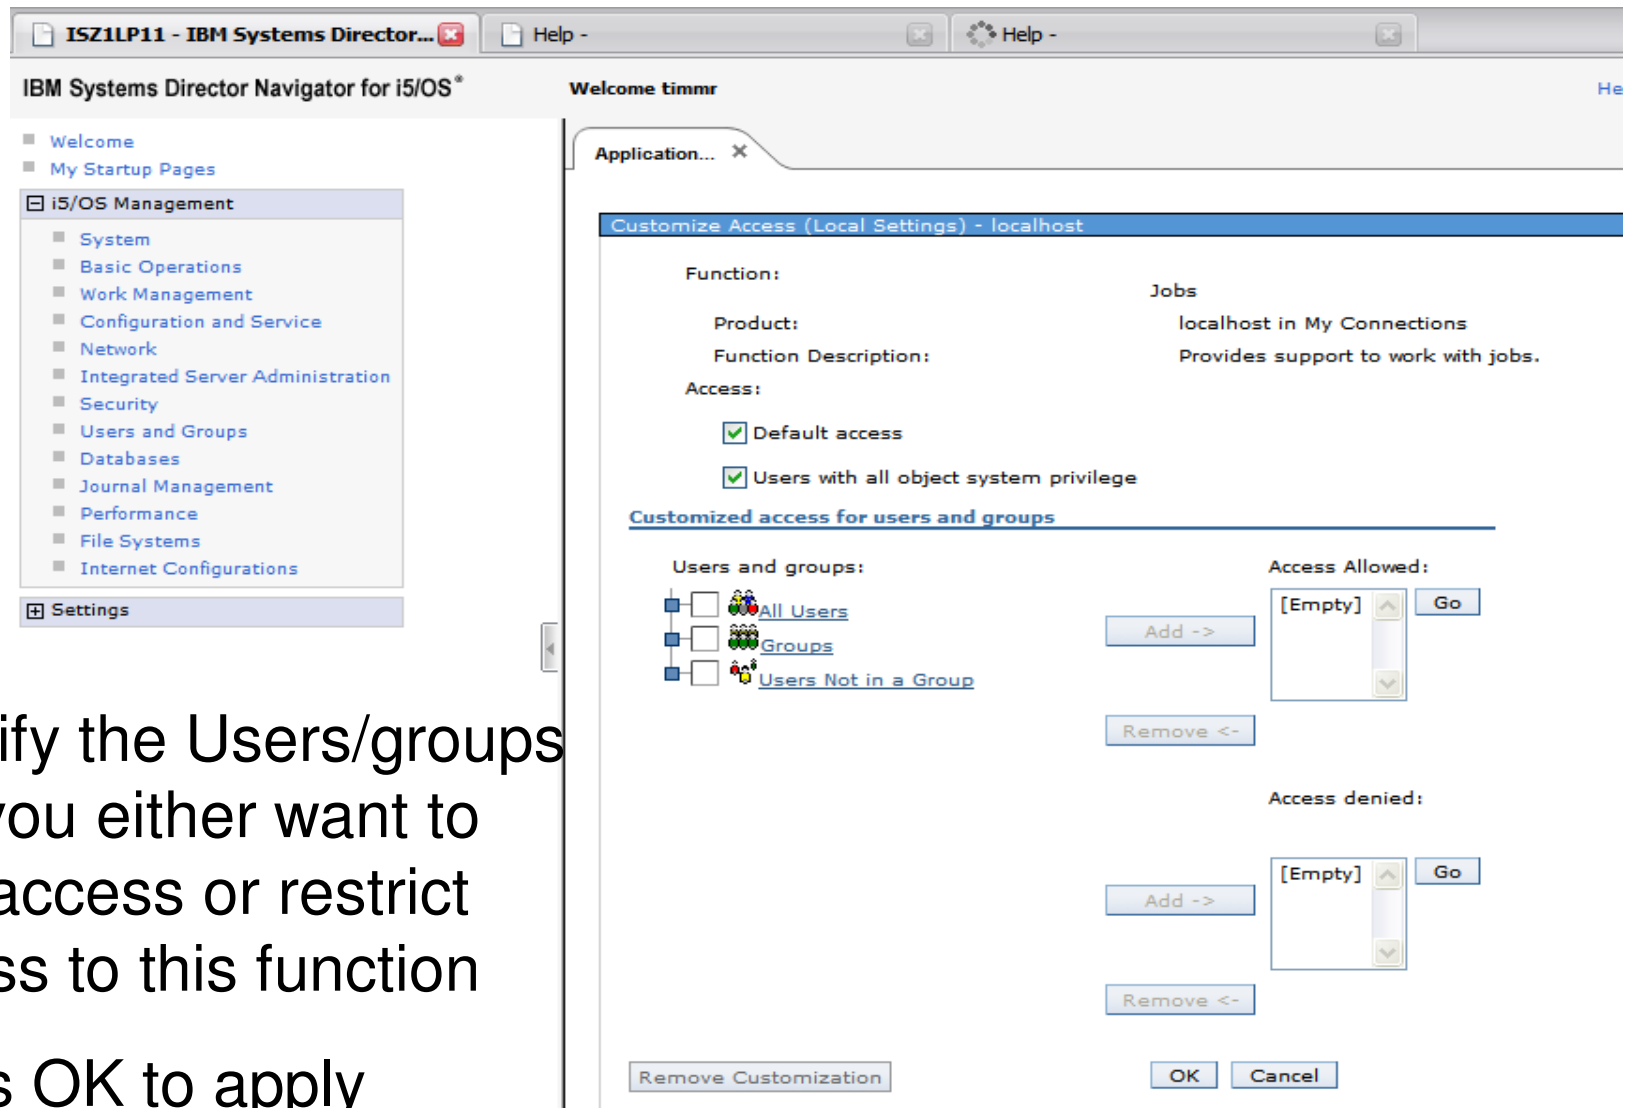 ISZ1LP11 - IBM Systems Director...
Help -
Help -
IBM Systems Director Navigator for i5/OS®
Welcome timmr
He
Welcome
My Startup Pages
i5/OS Management
System
Basic Operations
Work Management
Configuration and Service
Network
Integrated Server Administration
Security
Users and Groups
Databases
Journal Management
Performance
File Systems
Internet Configurations
Settings
Application...
Customize Access (Local Settings) - localhost
Function:
Jobs
Product:
localhost in My Connections
Function Description:
Provides support to work with jobs.
Access:
Default access
Users with all object system privilege
Customized access for users and groups
Users and groups:
All Users
Groups
Users Not in a Group
Access Allowed:
[Empty]
Go
Add ->
Remove <-
Access denied:
[Empty]
Go
Add ->
Remove <-
Remove Customization
OK
Cancel
ify the Users/groups
you either want to
access or restrict
ss to this function
s OK to apply